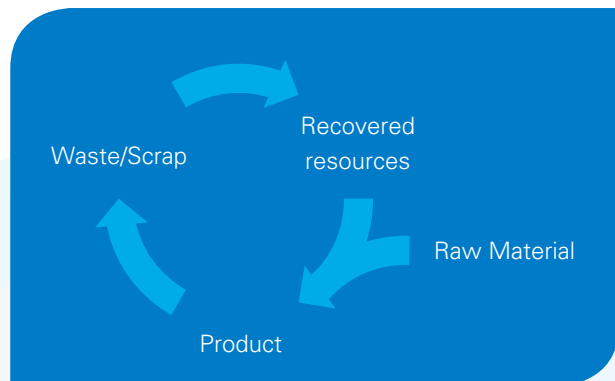 Recovered
resources
Waste/Scrap
Raw Material
Product